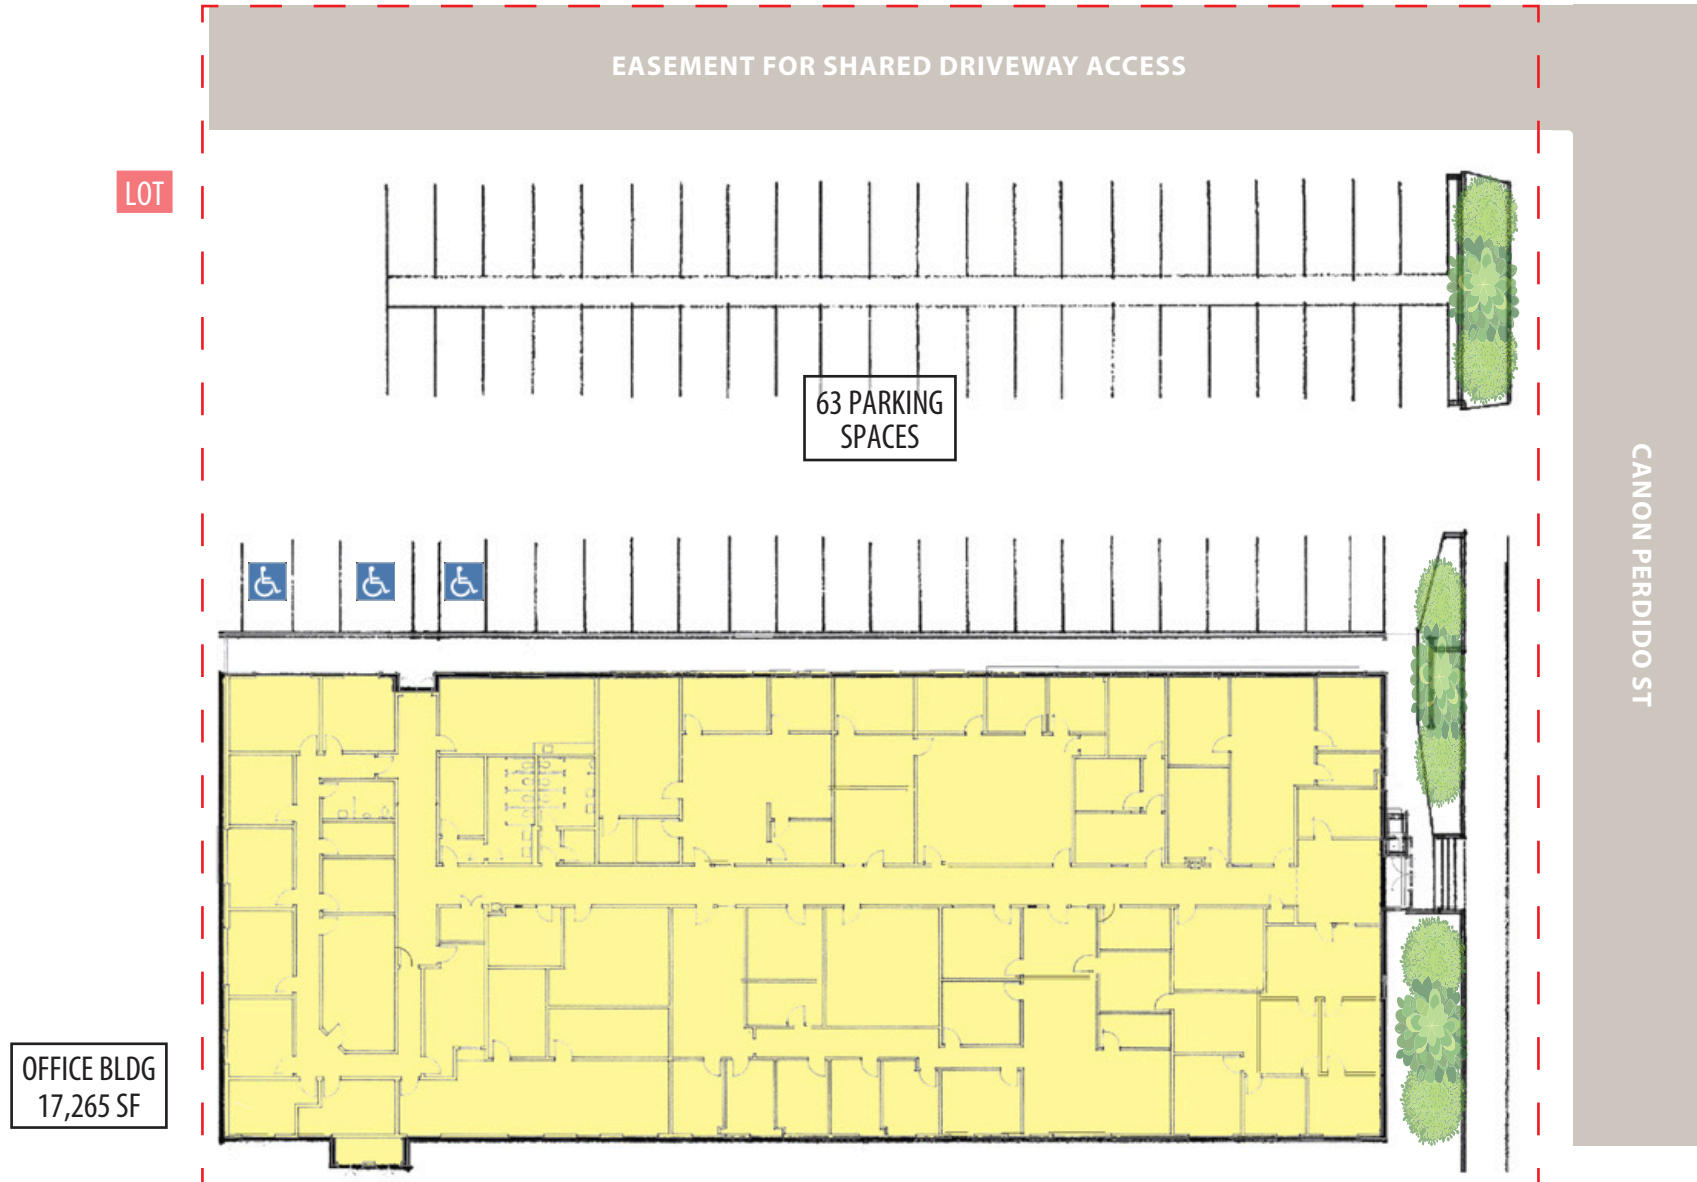 EASEMENT FOR SHARED DRIVEWAY ACCESS
LOT
63 PARKING
SPACES
CANON PERDIDO ST
OFFICE BLDG
17,265 SF